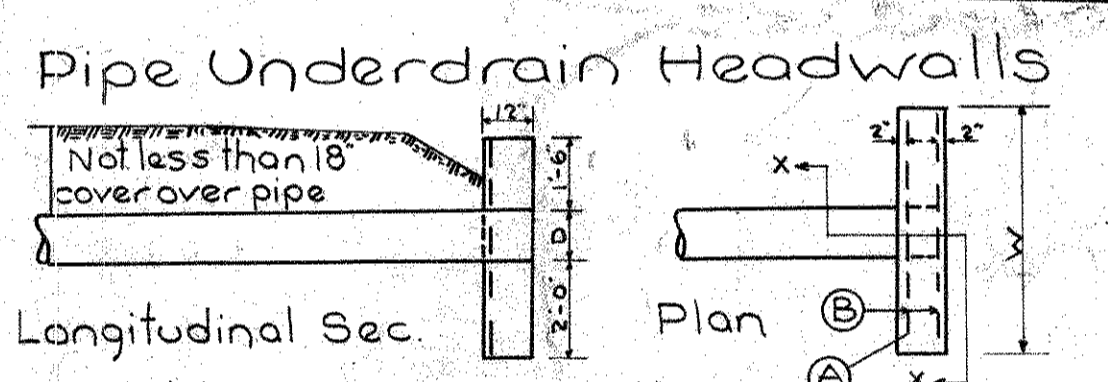 Pipe Underdrain Headwalls
12"
Not less than 18"
cover over pipe
1'-6"
D
2'-0"
Longitudinal Sec.
2" 2"
X
W
Plan
B
A
X